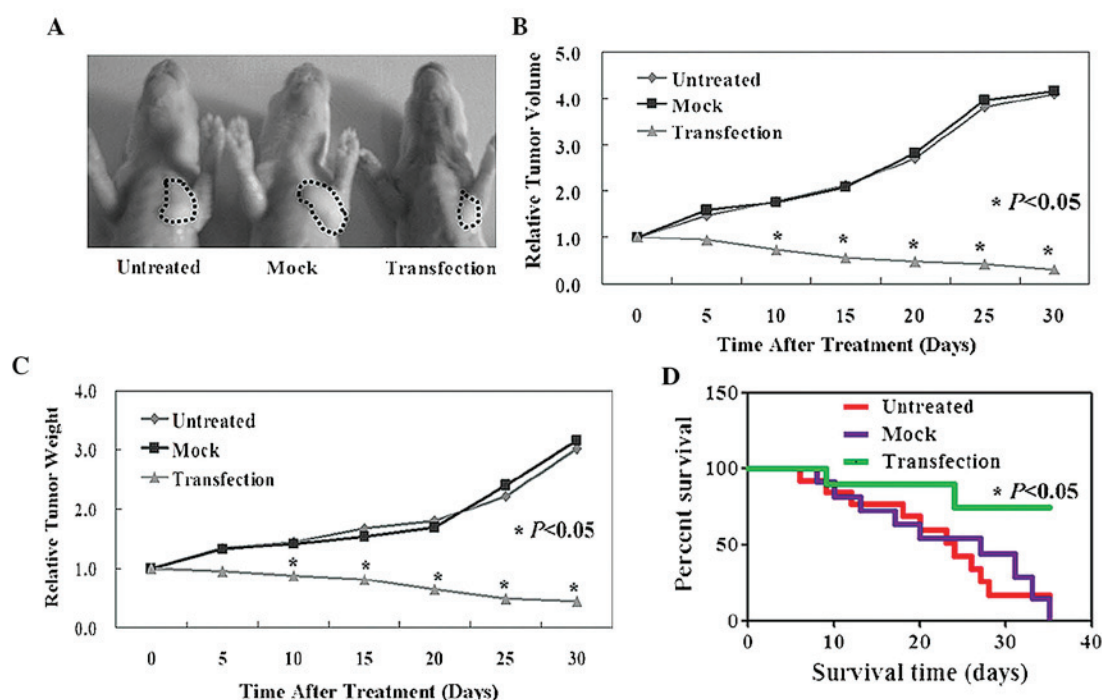 A
Untreated Mock Transfection
B
Relative Tumor Volume
5.0
4.0
3.0
2.0
1.0
0.0
Untreated
Mock
Transfection
* P<0.05
* * * * *
0 5 10 15 20 25 30
Time After Treatment (Days)
C
Relative Tumor Weight
4.0
3.0
2.0
1.0
0.0
Untreated
Mock
Transfection
* P<0.05
* * * * *
0 5 10 15 20 25 30
Time After Treatment (Days)
D
Percent survival
150
100
50
0
Untreated
Mock
Transfection
* P<0.05
0 10 20 30 40
Survival time (days)